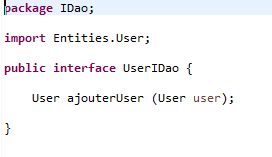 package IDao;
import Entities.User;
public interface UserIDao {
User ajouterUser (User user);
}